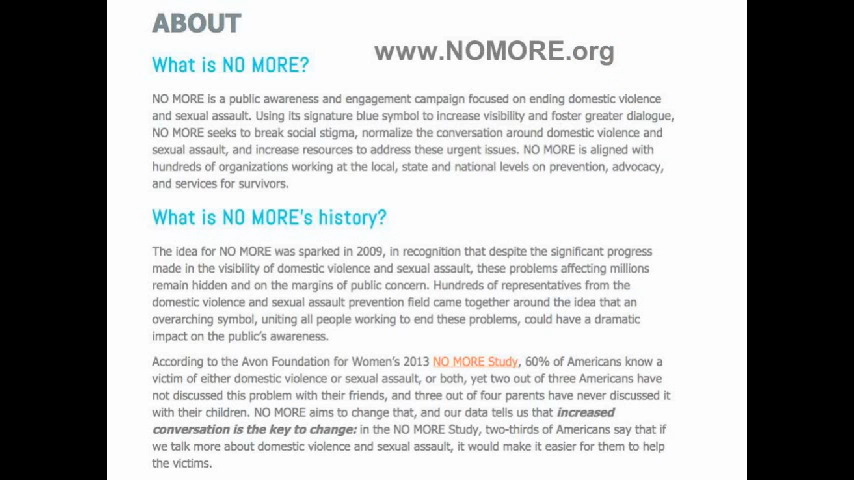 ABOUT
www.NOMORE.org
What is NO MORE?
NO MORE is a public awareness and engagement campaign focused on ending domestic violence
and sexual assault. Using its signature blue symbol to increase visibility and foster greater dialogue,
NO MORE seeks to break social stigma, normalize the conversation around domestic violence and
sexual assault, and increase resources to address these urgent issues. NO MORE is aligned with
hundreds of organizations working at the local, state and national levels on prevention, advocacy,
and services for survivors.
What is NO MORE's history?
The idea for NO MORE was sparked in 2009, in recognition that despite the significant progress
made in the visibility of domestic violence and sexual assault, these problems affecting millions
remain hidden and on the margins of public concern. Hundreds of representatives from the
domestic violence and sexual assault prevention field came together around the idea that an
overarching symbol, uniting all people working to end these problems, could have a dramatic
impact on the public's awareness.
According to the Avon Foundation for Women's 2013 NO MORE Study, 60% of Americans know a
victim of either domestic violence or sexual assault, or both, yet two out of three Americans have
not discussed this problem with their friends, and three out of four parents have never discussed it
with their children. NO MORE aims to change that, and our data tells us that increased
conversation is the key to change: in the NO MORE Study, two-thirds of Americans say that if
we talk more about domestic violence and sexual assault, it would make it easier for them to help
the victims.